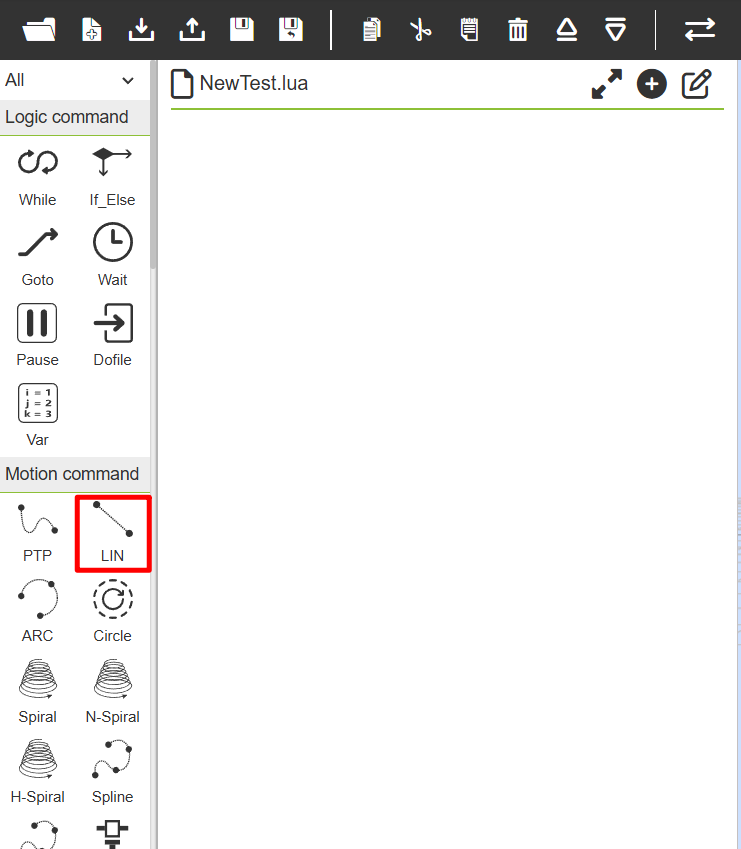 All
NewTest.lua
Logic command
While
If_Else
Goto
Wait
Pause
Dofile
i = 1
j = 2
k = 3
Var
Motion command
PTP
LIN
ARC
Circle
Spiral
N-Spiral
H-Spiral
Spline